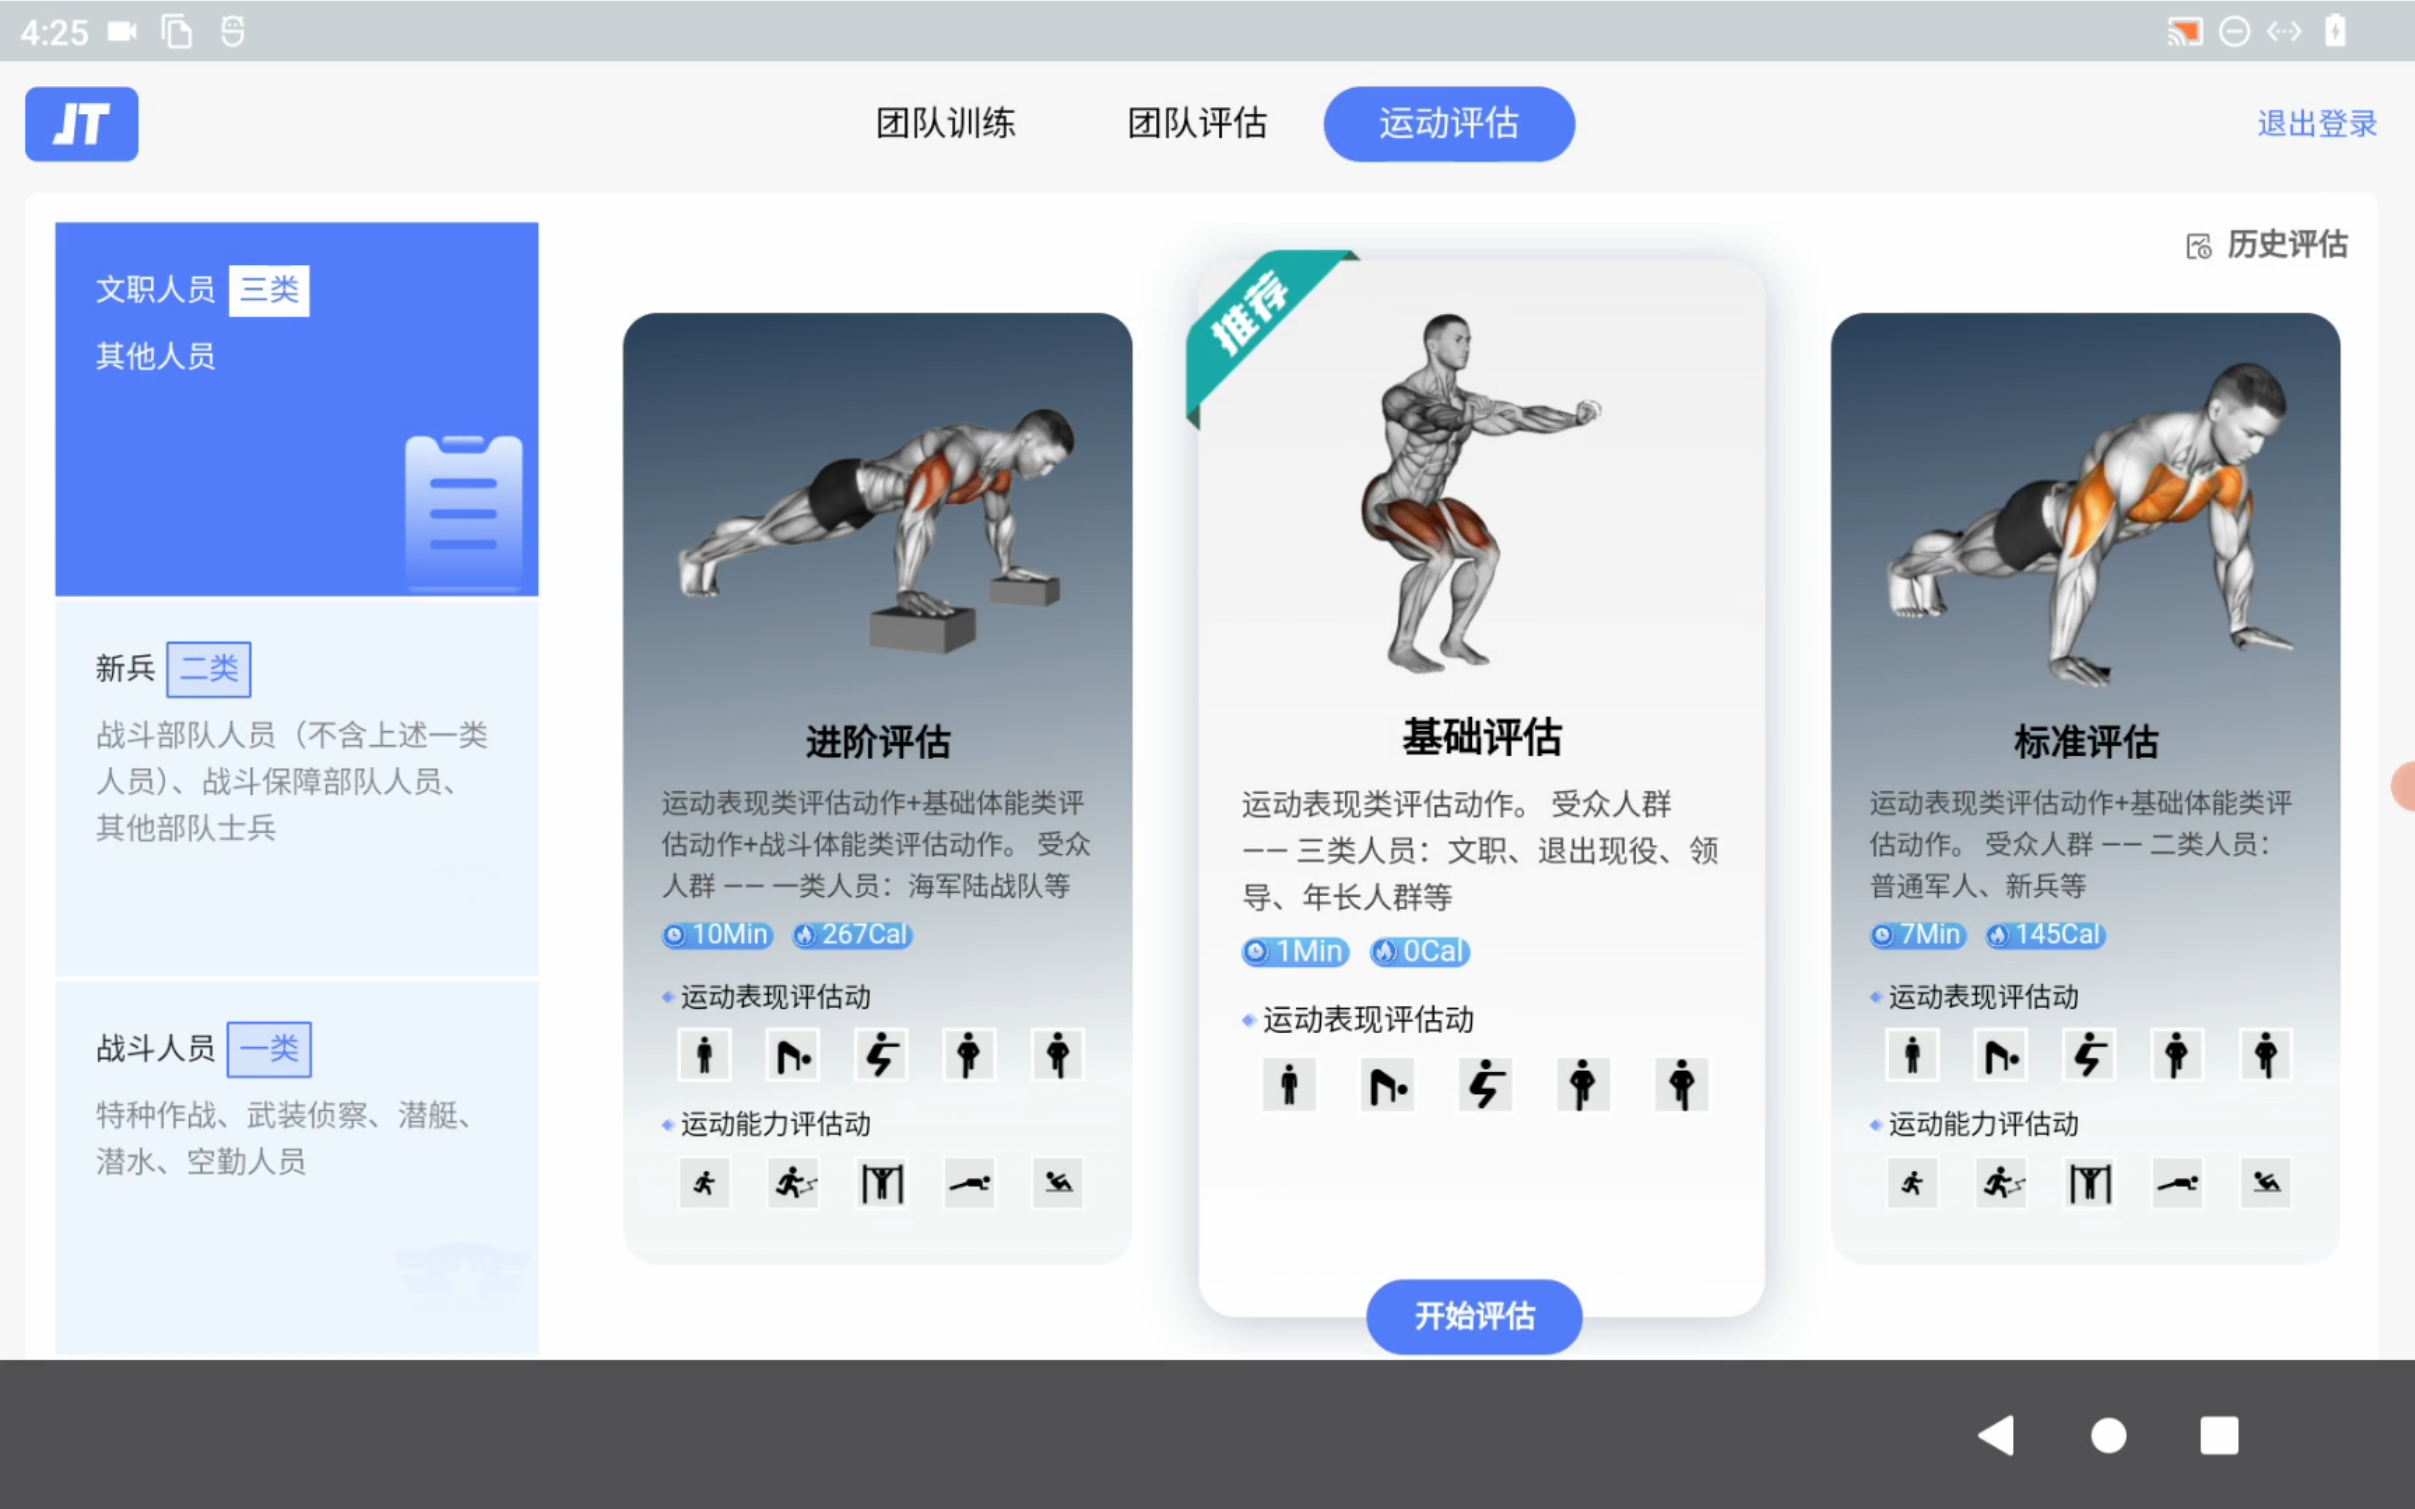 4:25
JT
团队训练
团队评估
运动评估
退出登录
历史评估
文职人员 三类
其他人员
新兵 二类
战斗部队人员（不含上述一类
人员）、战斗保障部队人员、
其他部队士兵
战斗人员 一类
特种作战、武装侦察、潜艇、
潜水、空勤人员
进阶评估
运动表现类评估动作+基础体能类评
估动作+战斗体能类评估动作。 受众
人群 —— 一类人员：海军陆战队等
10Min 267Cal
运动表现评估动
运动能力评估动
推荐
基础评估
运动表现类评估动作。 受众人群
—— 三类人员：文职、退出现役、领
导、年长人群等
1Min 0Cal
运动表现评估动
开始评估
标准评估
运动表现类评估动作+基础体能类评
估动作。 受众人群 —— 二类人员：
普通军人、新兵等
7Min 145Cal
运动表现评估动
运动能力评估动